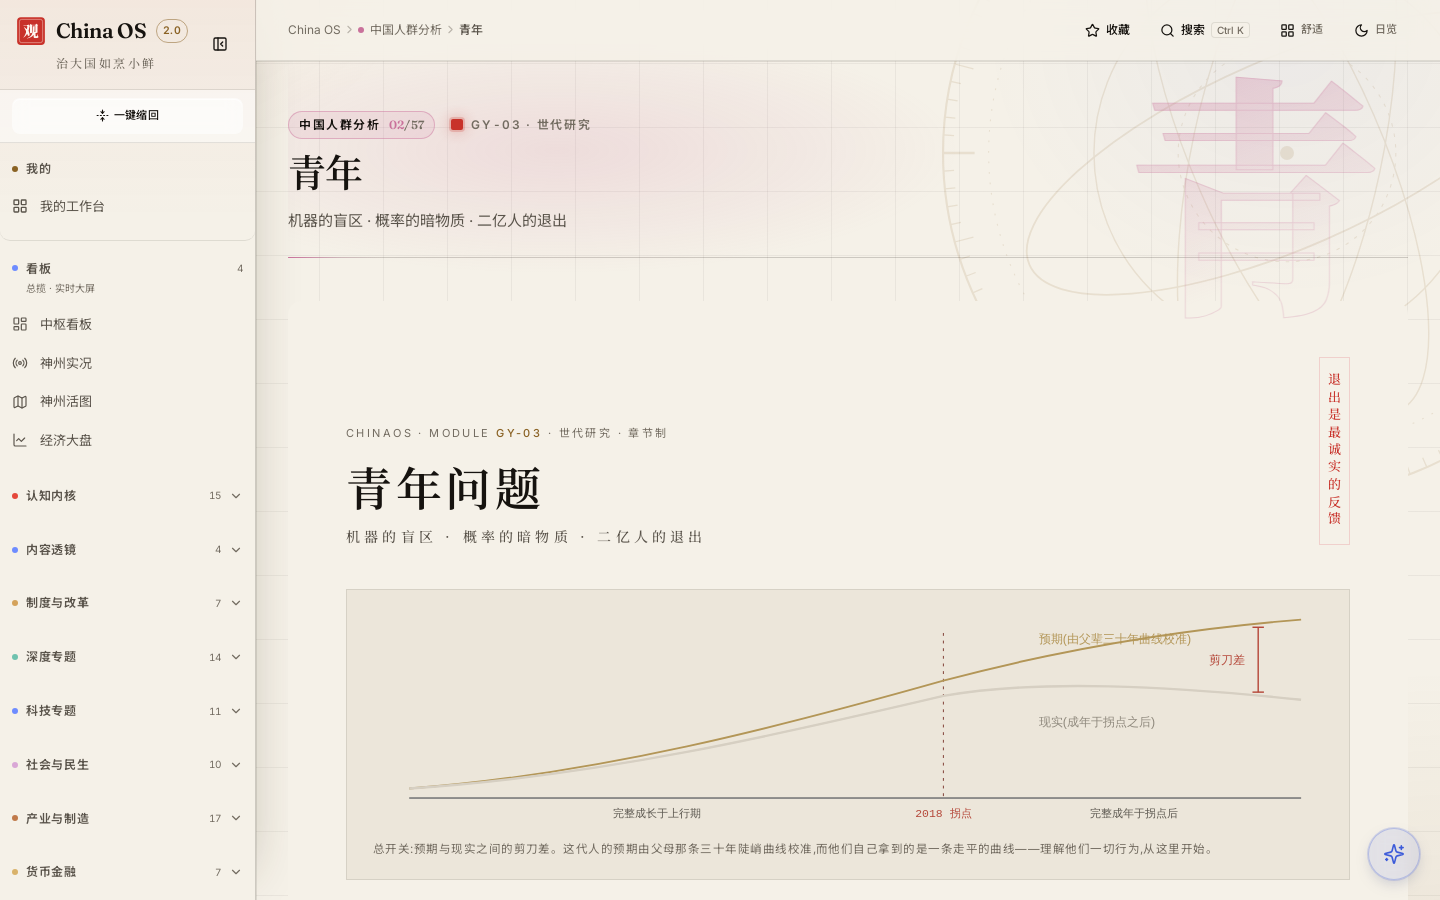 观 China OS 2.0
治大国如烹小鲜
一键缩回
我的
我的工作台
看板 4
总揽 · 实时大屏
中枢看板
神州实况
神州活图
经济大盘
认知内核 15
内容透镜 4
制度与改革 7
深度专题 14
科技专题 11
社会与民生 10
产业与制造 17
货币金融 7
China OS › 中国人群分析 › 青年
收藏 搜索 Ctrl K 舒适 日览
中国人群分析 02/57 GY-03 · 世代研究
青年
机器的盲区 · 概率的暗物质 · 二亿人的退出
青
CHINAOS · MODULE GY-03 · 世代研究 · 章节制
青年问题
机器的盲区 · 概率的暗物质 · 二亿人的退出
退出是最诚实的反馈
预期(由父辈三十年曲线校准)
剪刀差
现实(成年于拐点之后)
完整成长于上行期 2018 拐点 完整成年于拐点后
总开关:预期与现实之间的剪刀差。这代人的预期由父母那条三十年陡峭曲线校准,而他们自己拿到的是一条走平的曲线——理解他们一切行为,从这里开始。